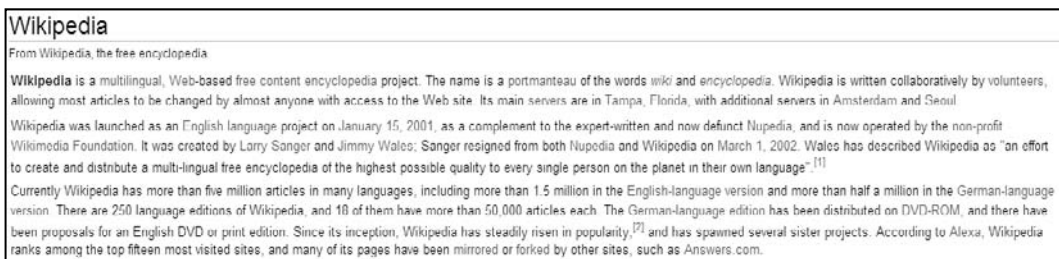 Wikipedia
From Wikipedia, the free encyclopedia
Wikipedia is a multilingual, Web-based free content encyclopedia project. The name is a portmanteau of the words wiki and encyclopedia. Wikipedia is written collaboratively by volunteers,
allowing most articles to be changed by almost anyone with access to the Web site. Its main servers are in Tampa, Florida, with additional servers in Amsterdam and Seoul
Wikipedia was launched as an English language project on January 15, 2001, as a complement to the expert-written and now defunct Nupedia, and is now operated by the non-profit
Wikimedia Foundation. It was created by Larry Sanger and Jimmy Wales; Sanger resigned from both Nupedia and Wikipedia on March 1, 2002. Wales has described Wikipedia as "an effort
to create and distribute a multi-lingual free encyclopedia of the highest possible quality to every single person on the planet in their own language".[1]
Currently Wikipedia has more than five million articles in many languages, including more than 1.5 million in the English-language version and more than half a million in the German-language
version. There are 250 language editions of Wikipedia, and 18 of them have more than 50,000 articles each. The German-language edition has been distributed on DVD-ROM, and there have
been proposals for an English DVD or print edition. Since its inception, Wikipedia has steadily risen in popularity,[2] and has spawned several sister projects. According to Alexa, Wikipedia
ranks among the top fifteen most visited sites, and many of its pages have been mirrored or forked by other sites, such as Answers.com.